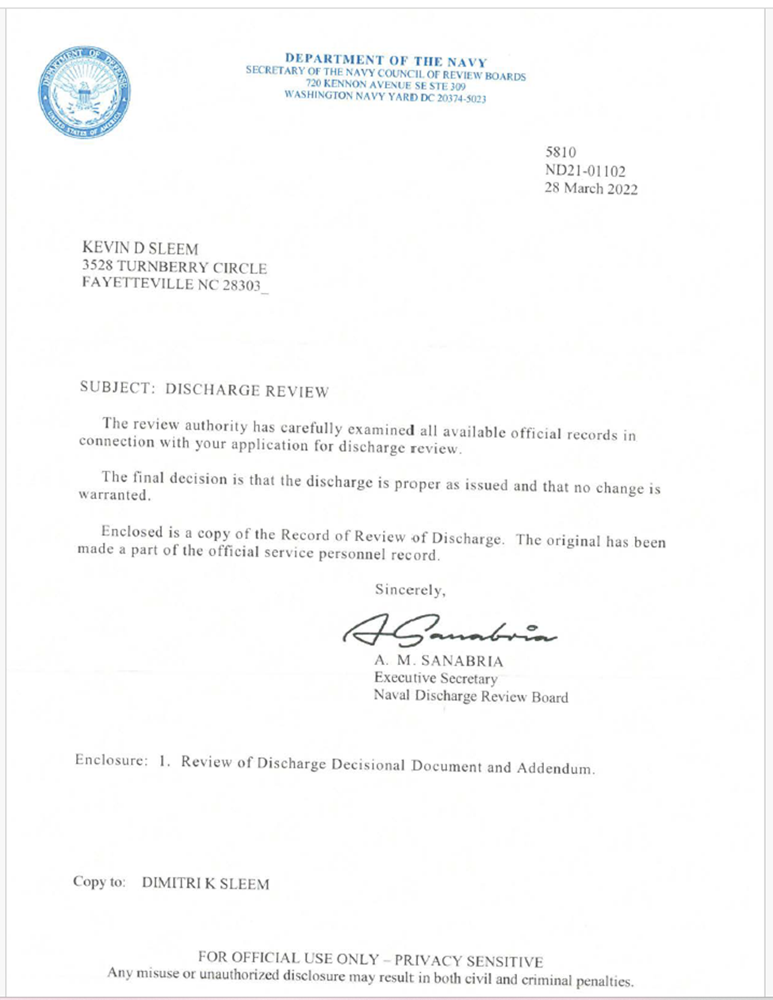 DEPARTMENT OF DEFENSE
UNITED STATES OF AMERICA
DEPARTMENT OF THE NAVY
SECRETARY OF THE NAVY COUNCIL OF REVIEW BOARDS
720 KENNON AVENUE SE STE 309
WASHINGTON NAVY YARD DC 20374-5023
5810
ND21-01102
28 March 2022
KEVIN D SLEEM
3528 TURNBERRY CIRCLE
FAYETTEVILLE NC 28303_
SUBJECT: DISCHARGE REVIEW
The review authority has carefully examined all available official records in
connection with your application for discharge review.
The final decision is that the discharge is proper as issued and that no change is
warranted.
Enclosed is a copy of the Record of Review of Discharge. The original has been
made a part of the official service personnel record.
Sincerely,
A Sanabria
A. M. SANABRIA
Executive Secretary
Naval Discharge Review Board
Enclosure: 1. Review of Discharge Decisional Document and Addendum.
Copy to: DIMITRI K SLEEM
FOR OFFICIAL USE ONLY – PRIVACY SENSITIVE
Any misuse or unauthorized disclosure may result in both civil and criminal penalties.